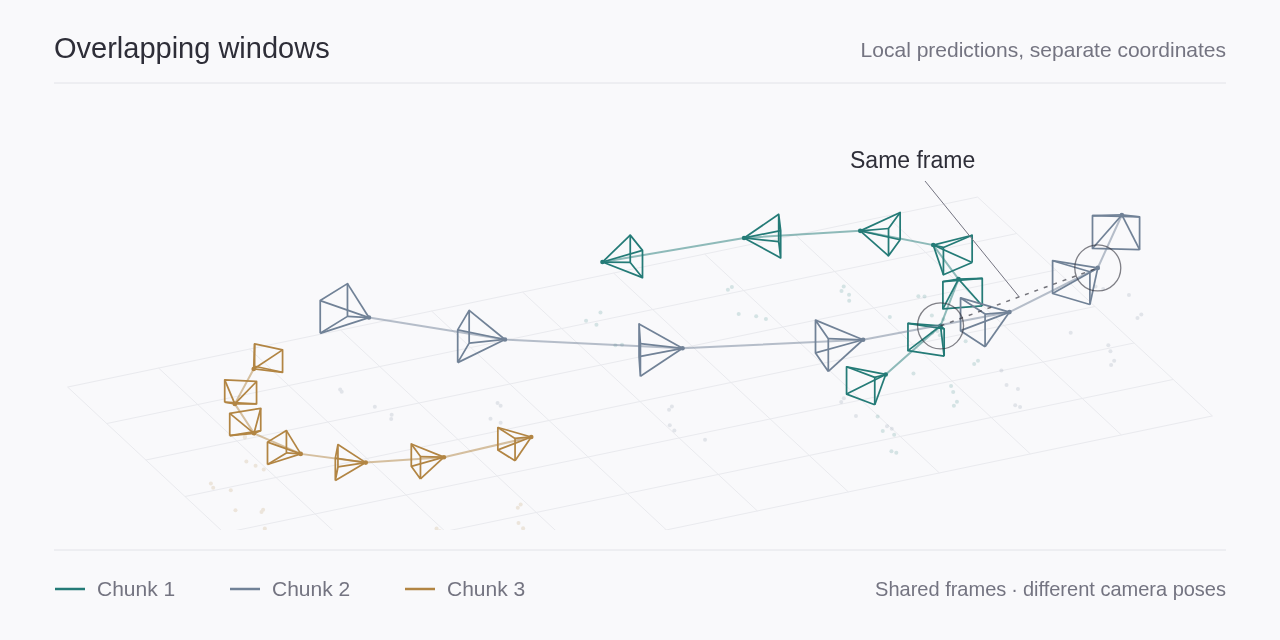 Overlapping windows
Local predictions, separate coordinates
Same frame
Chunk 1
Chunk 2
Chunk 3
Shared frames · different camera poses